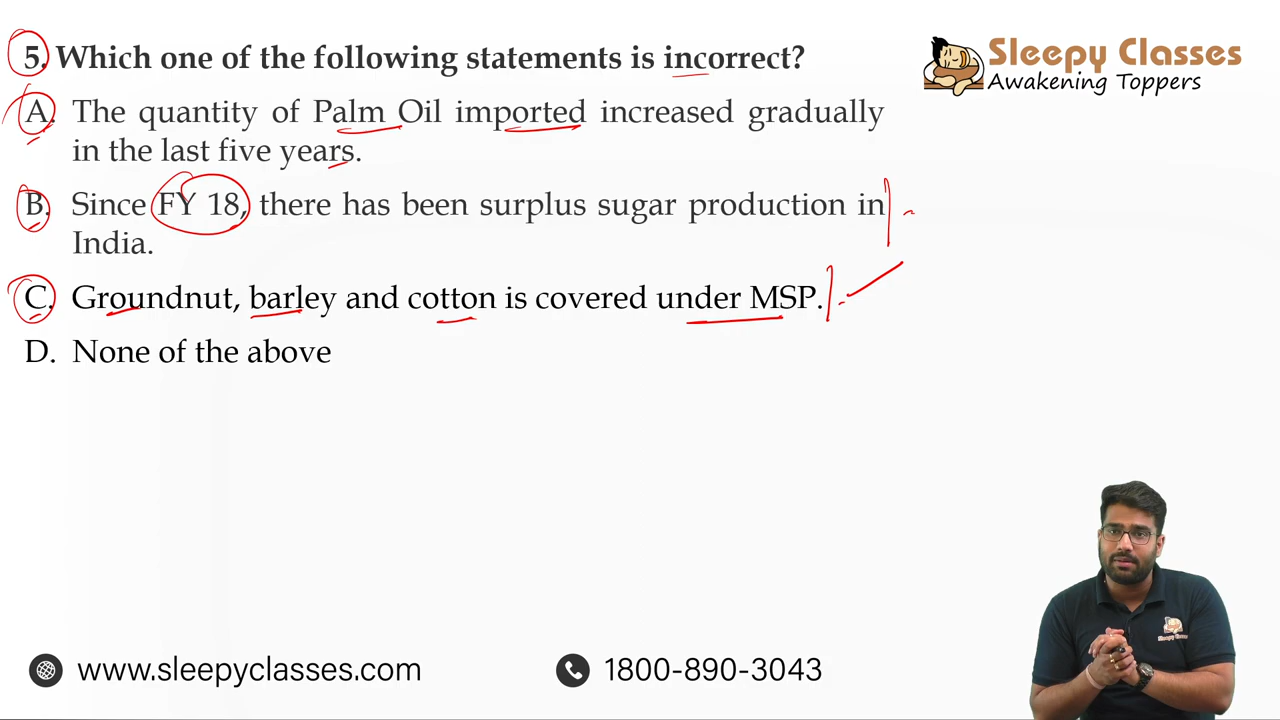 5. Which one of the following statements is incorrect?
Sleepy Classes
Awakening Toppers
A. The quantity of Palm Oil imported increased gradually
in the last five years.
B. Since FY 18, there has been surplus sugar production in
India.
C. Groundnut, barley and cotton is covered under MSP.
D. None of the above
www.sleepyclasses.com
1800-890-3043